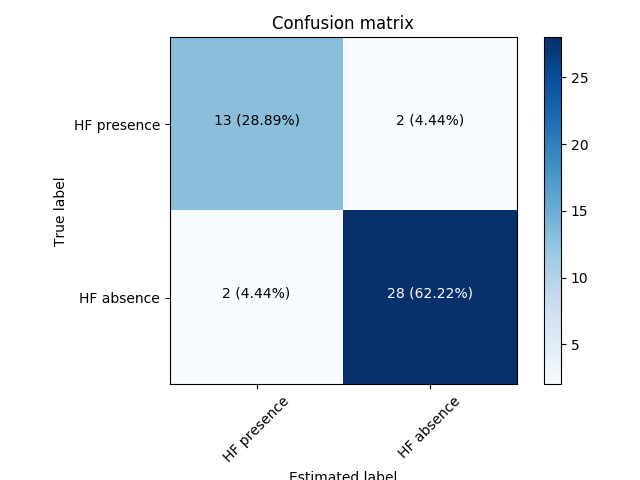 Confusion matrix
HF presence
13 (28.89%)
2 (4.44%)
HF absence
2 (4.44%)
28 (62.22%)
True label
HF presence
HF absence
Estimated label
25
20
15
10
5